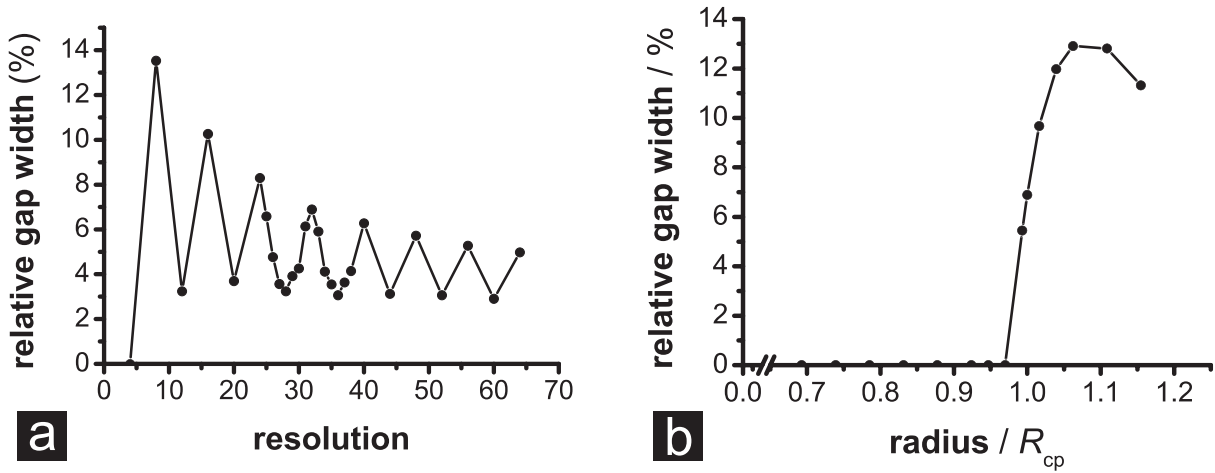 relative gap width (%)
14
12
10
8
6
4
2
0
0 10 20 30 40 50 60 70
resolution
a
relative gap width / %
14
12
10
8
6
4
2
0
0.0 0.7 0.8 0.9 1.0 1.1 1.2
radius / Rcp
b